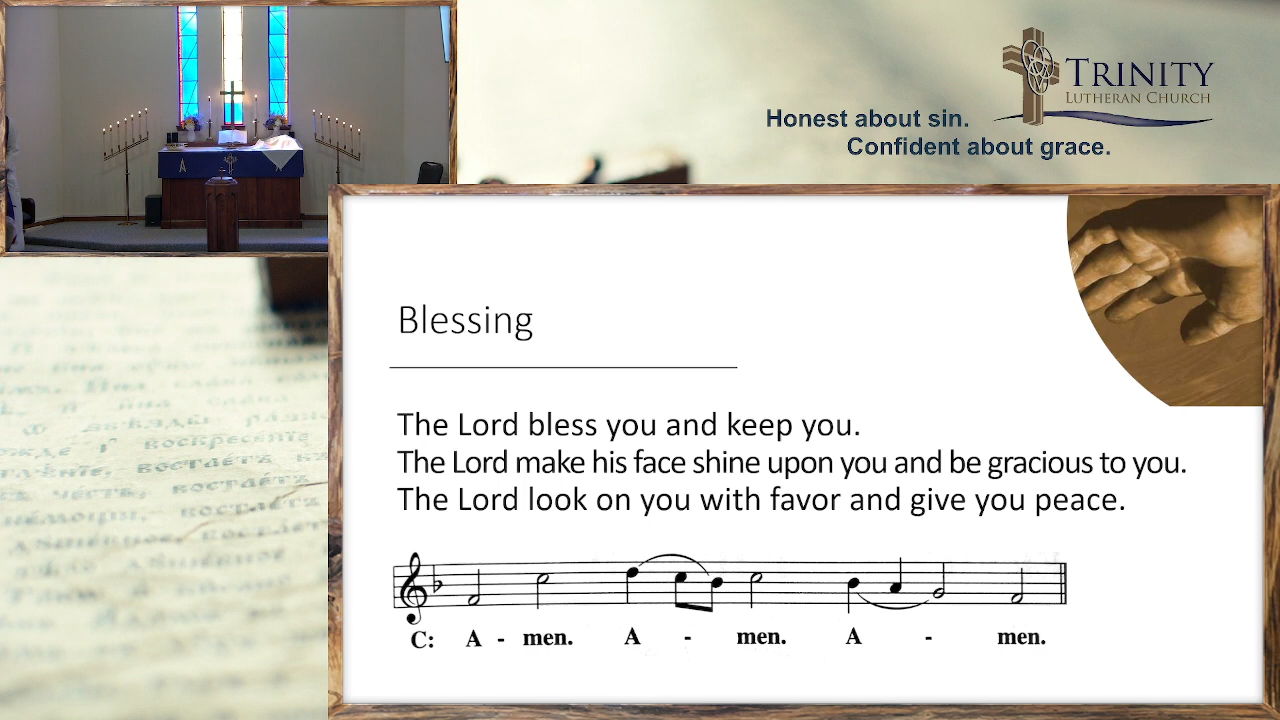 TRINITY
LUTHERAN CHURCH
Honest about sin.
Confident about grace.
Blessing
The Lord bless you and keep you.
The Lord make his face shine upon you and be gracious to you.
The Lord look on you with favor and give you peace.
C: A - men. A - men. A - men.
воскресенїе